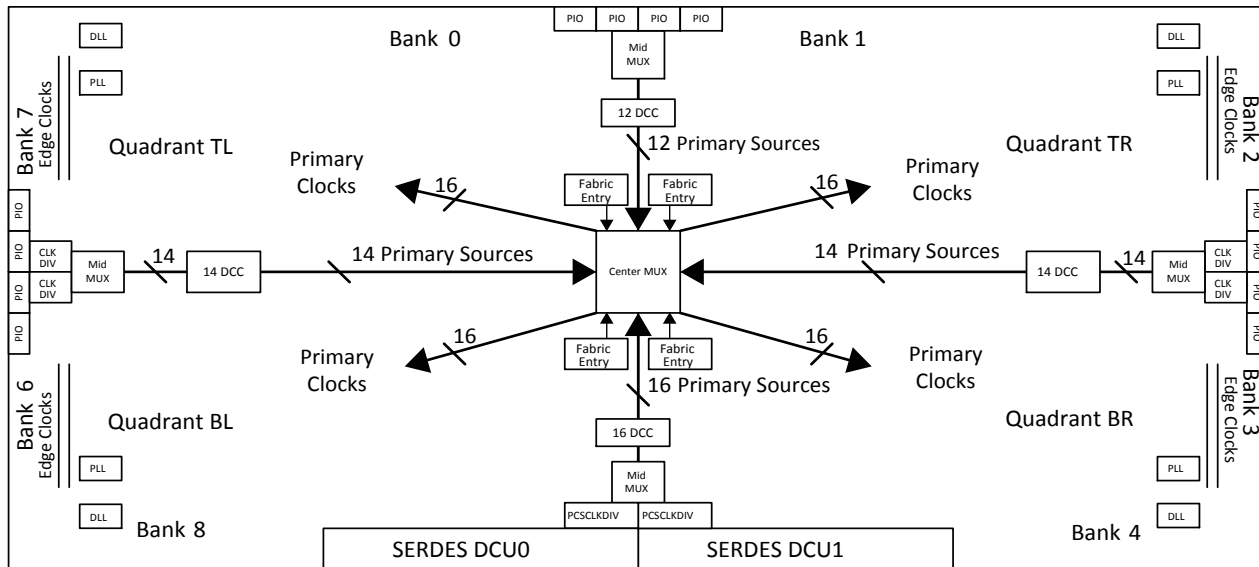 PIO PIO PIO PIO
DLL
Bank 0
Mid
MUX
Bank 1
DLL
PLL
PLL
Bank 7
Edge Clocks
Bank 2
Edge Clocks
12 DCC
Quadrant TL
12 Primary Sources
Quadrant TR
Primary
Clocks
16
Fabric
Entry
Fabric
Entry
16
Primary
Clocks
PIO
PIO
PIO
PIO
CLK
DIV
CLK
DIV
Mid
MUX
14
14 DCC
14 Primary Sources
Center MUX
14 Primary Sources
14 DCC
14
Mid
MUX
CLK
DIV
CLK
DIV
PIO
PIO
PIO
PIO
Primary
Clocks
16
Fabric
Entry
Fabric
Entry
16
Primary
Clocks
16 Primary Sources
Bank 6
Edge Clocks
Bank 3
Edge Clocks
Quadrant BL
16 DCC
Quadrant BR
PLL
Mid
MUX
PLL
DLL
Bank 8
PCSCLKDIV PCSCLKDIV
Bank 4
DLL
SERDES DCU0
SERDES DCU1